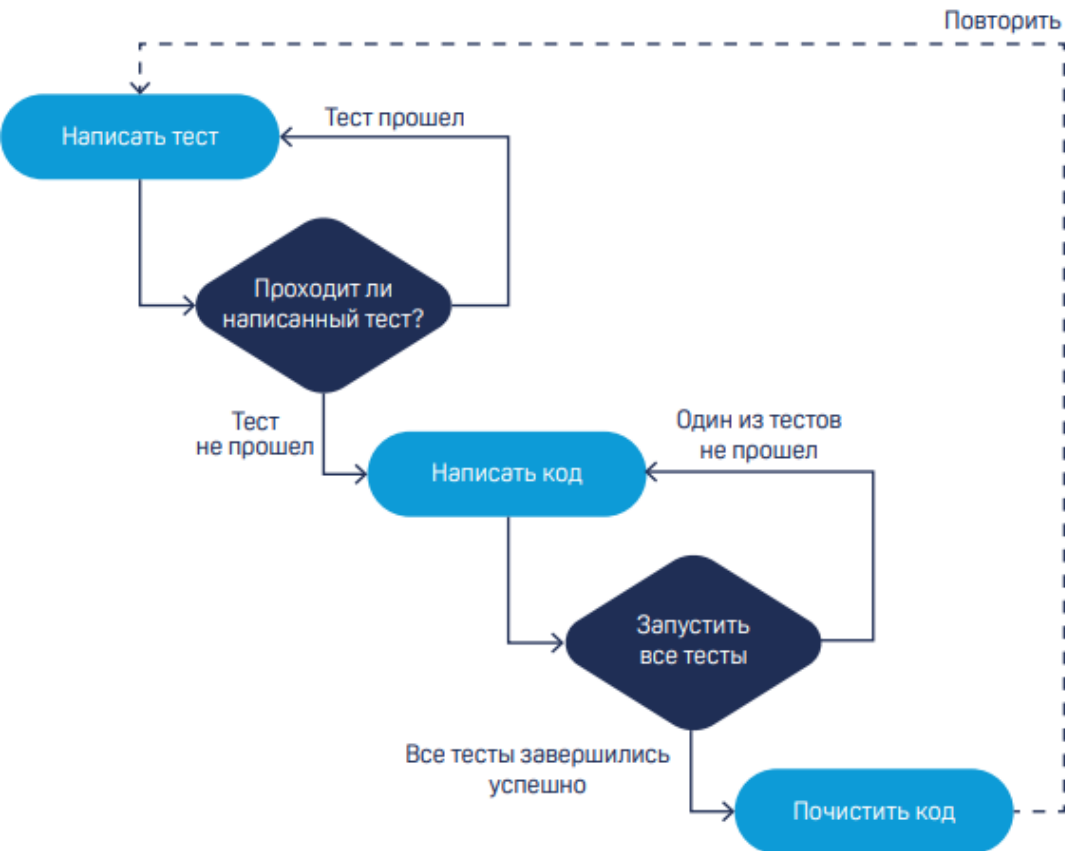 Повторить
Тест прошел
Написать тест
Проходит ли
написанный тест?
Тест
не прошел
Один из тестов
не прошел
Написать код
Запустить
все тесты
Все тесты завершились
успешно
Почистить код